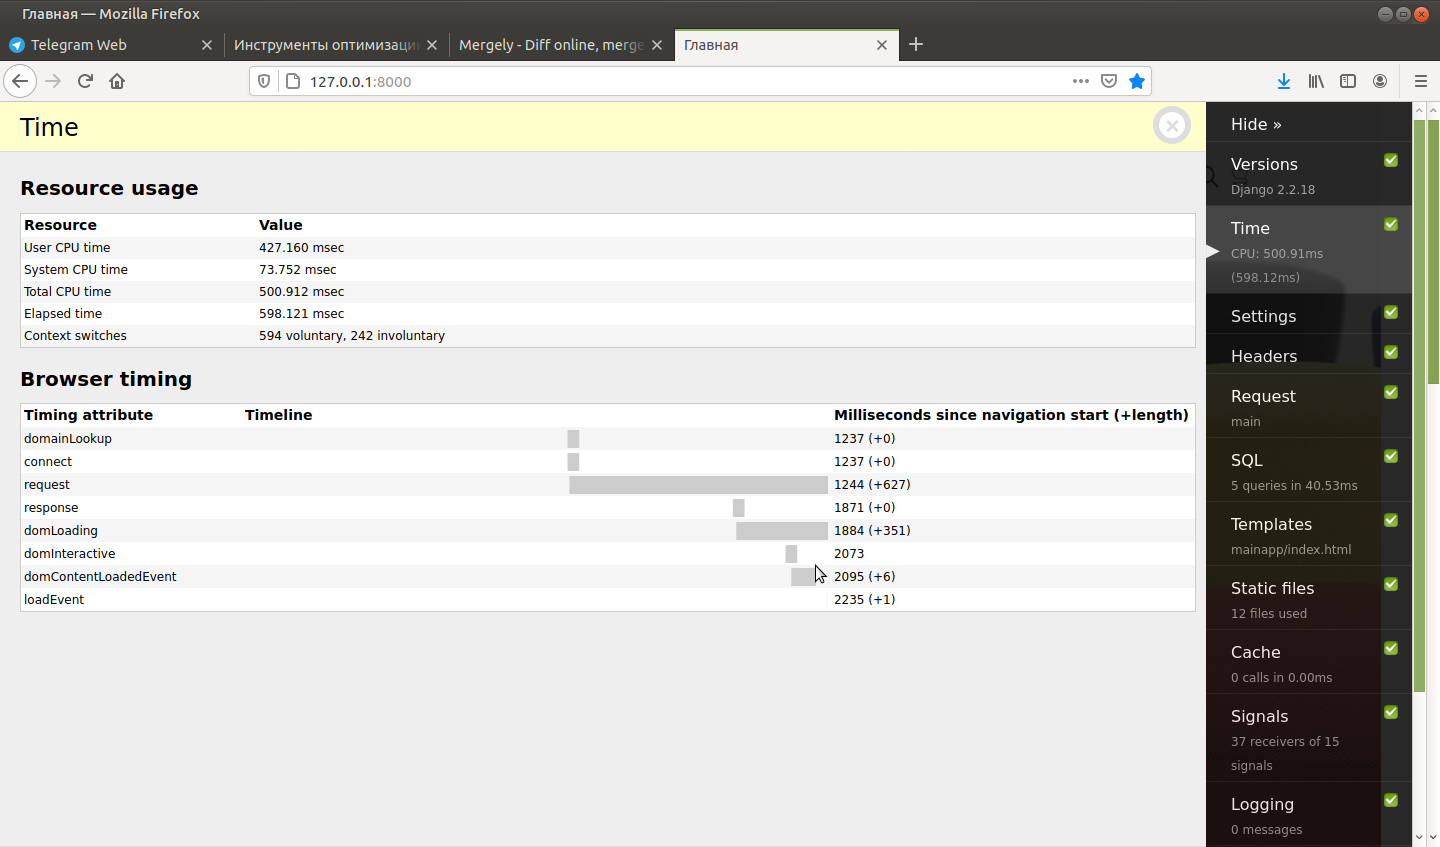 Главная — Mozilla Firefox
Telegram Web
Инструменты оптимизаци
Mergely - Diff online, merge
Главная
127.0.0.1:8000
Time
Resource usage
Resource Value
User CPU time 427.160 msec
System CPU time 73.752 msec
Total CPU time 500.912 msec
Elapsed time 598.121 msec
Context switches 594 voluntary, 242 involuntary
Browser timing
Timing attribute Timeline Milliseconds since navigation start (+length)
domainLookup 1237 (+0)
connect 1237 (+0)
request 1244 (+627)
response 1871 (+0)
domLoading 1884 (+351)
domInteractive 2073
domContentLoadedEvent 2095 (+6)
loadEvent 2235 (+1)
Hide »
Versions
Django 2.2.18
Time
CPU: 500.91ms
(598.12ms)
Settings
Headers
Request
main
SQL
5 queries in 40.53ms
Templates
mainapp/index.html
Static files
12 files used
Cache
0 calls in 0.00ms
Signals
37 receivers of 15
signals
Logging
0 messages